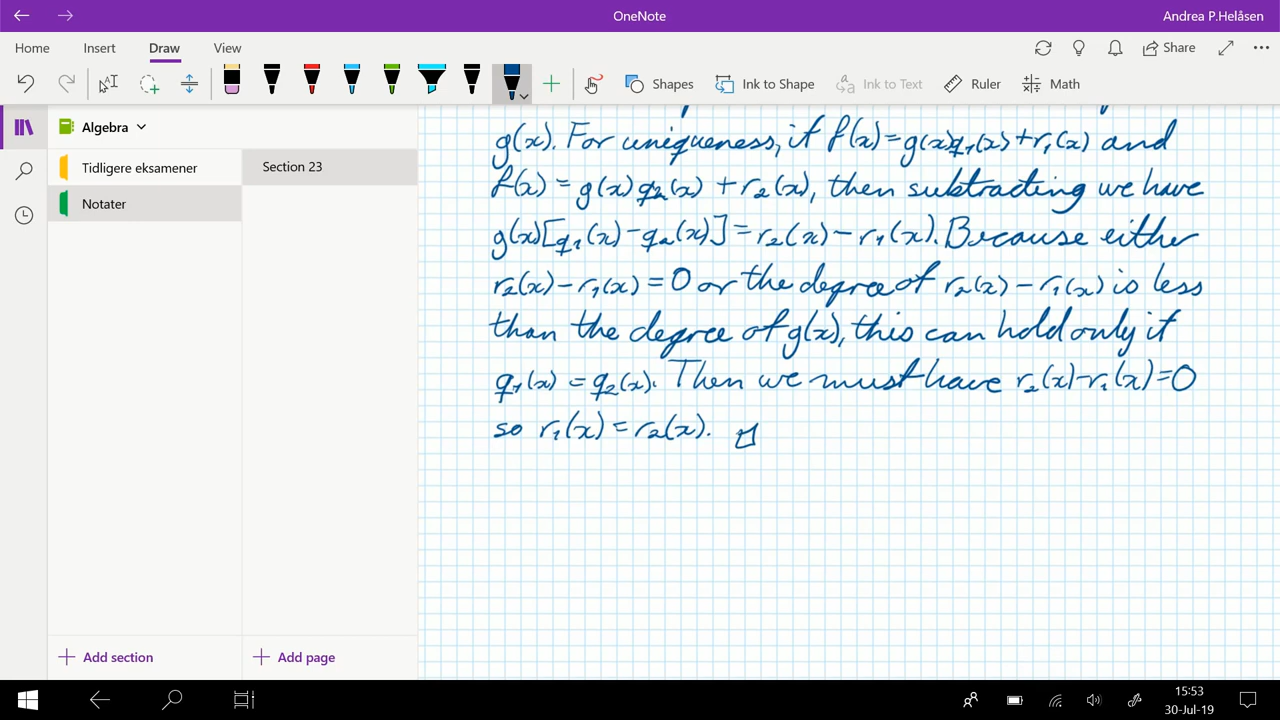 OneNote
Andrea P.Helåsen
Home Insert Draw View
Share
Shapes Ink to Shape Ink to Text Ruler Math
Algebra
Tidligere eksamener
Notater
Section 23
g(x). For uniqueness, if f(x)=g(x)q₁(x)+r₁(x) and
f(x)=g(x)q₂(x)+r₂(x), then subtracting we have
g(x)[q₁(x)-q₂(x)]=r₂(x)-r₁(x). Because either
r₂(x)-r₁(x)=0 or the degree of r₂(x)-r₁(x) is less
than the degree of g(x), this can hold only if
q₁(x)=q₂(x). Then we must have r₂(x)-r₁(x)=0
so r₁(x)=r₂(x). □
Add section
Add page
15:53
30-Jul-19